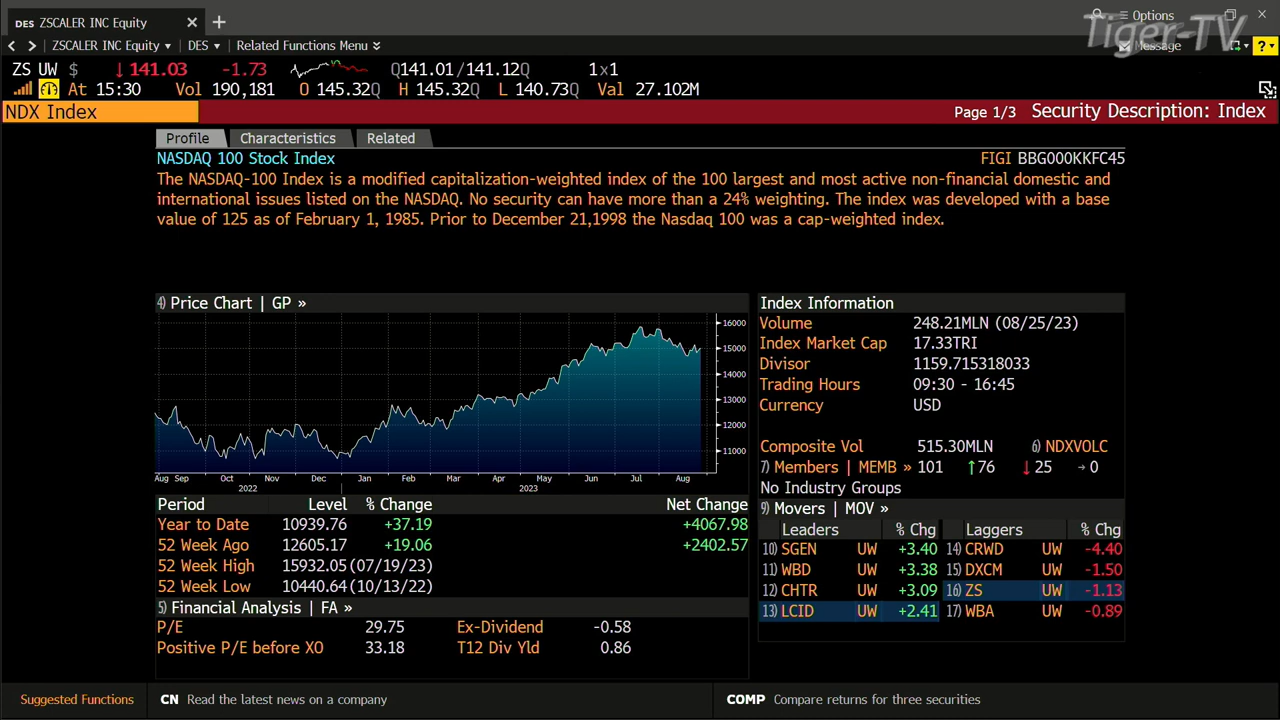 DES ZSCALER INC Equity
Options
Tiger-TV
ZSCALER INC Equity DES Related Functions Menu Message ?
ZS UW $ ↓141.03 -1.73 Q141.01/141.12Q 1x1
At 15:30 Vol 190,181 O 145.32Q H 145.32Q L 140.73Q Val 27.102M
NDX Index Page 1/3 Security Description: Index
Profile Characteristics Related
NASDAQ 100 Stock Index FIGI BBG000KKFC45
The NASDAQ-100 Index is a modified capitalization-weighted index of the 100 largest and most active non-financial domestic and
international issues listed on the NASDAQ. No security can have more than a 24% weighting. The index was developed with a base
value of 125 as of February 1, 1985. Prior to December 21,1998 the Nasdaq 100 was a cap-weighted index.
4) Price Chart | GP »
16000
15000
14000
13000
12000
11000
Aug Sep Oct Nov Dec Jan Feb Mar Apr May Jun Jul Aug
2022 2023
Period Level % Change Net Change
Year to Date 10939.76 +37.19 +4067.98
52 Week Ago 12605.17 +19.06 +2402.57
52 Week High 15932.05 (07/19/23)
52 Week Low 10440.64 (10/13/22)
5) Financial Analysis | FA »
P/E 29.75 Ex-Dividend -0.58
Positive P/E before XO 33.18 T12 Div Yld 0.86
Index Information
Volume 248.21MLN (08/25/23)
Index Market Cap 17.33TRI
Divisor 1159.715318033
Trading Hours 09:30 - 16:45
Currency USD
Composite Vol 515.30MLN 6) NDXVOLC
7) Members | MEMB » 101 ↑76 ↓25 →0
No Industry Groups
9) Movers | MOV »
Leaders % Chg Laggers % Chg
10) SGEN UW +3.40 14) CRWD UW -4.40
11) WBD UW +3.38 15) DXCM UW -1.50
12) CHTR UW +3.09 16) ZS UW -1.13
13) LCID UW +2.41 17) WBA UW -0.89
Suggested Functions CN Read the latest news on a company COMP Compare returns for three securities